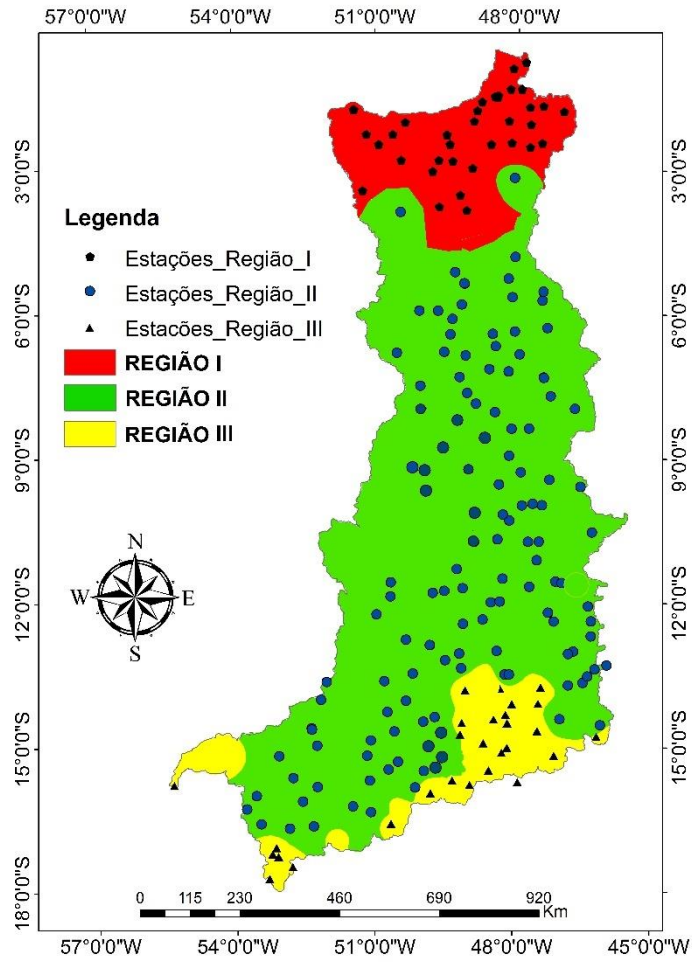 57°0'0"W 54°0'0"W 51°0'0"W 48°0'0"W
3°0'0"S 3°0'0"S
Legenda
Estações_Região_I
Estações_Região_II
Estacões_Região_III
REGIÃO I
REGIÃO II
REGIÃO III
6°0'0"S 6°0'0"S
9°0'0"S 9°0'0"S
N
W E
S
12°0'0"S 12°0'0"S
15°0'0"S 15°0'0"S
18°0'0"S 18°0'0"S
0 115 230 460 690 920
Km
57°0'0"W 54°0'0"W 51°0'0"W 48°0'0"W 45°0'0"W